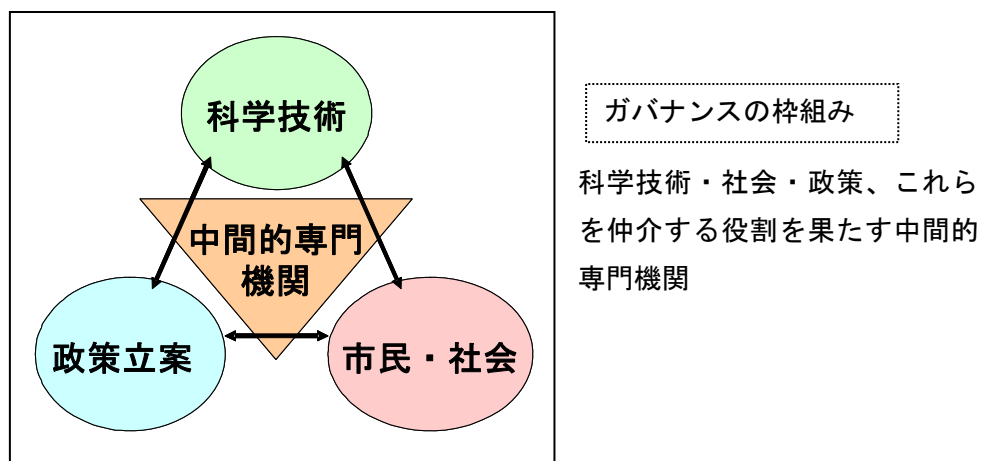 科学技術
中間的専門
機関
政策立案
市民・社会
ガバナンスの枠組み
科学技術・社会・政策、これら
を仲介する役割を果たす中間的
専門機関